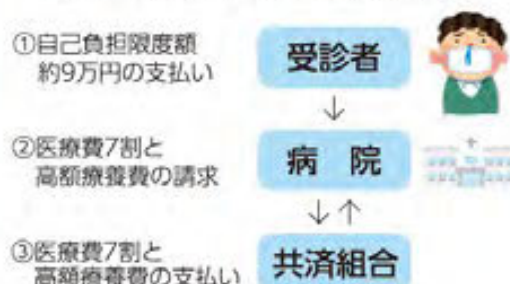 ①自己負担限度額
約9万円の支払い
受診者
↓
②医療費7割と
高額療養費の請求
病 院
↓↑
③医療費7割と
高額療養費の支払い
共済組合